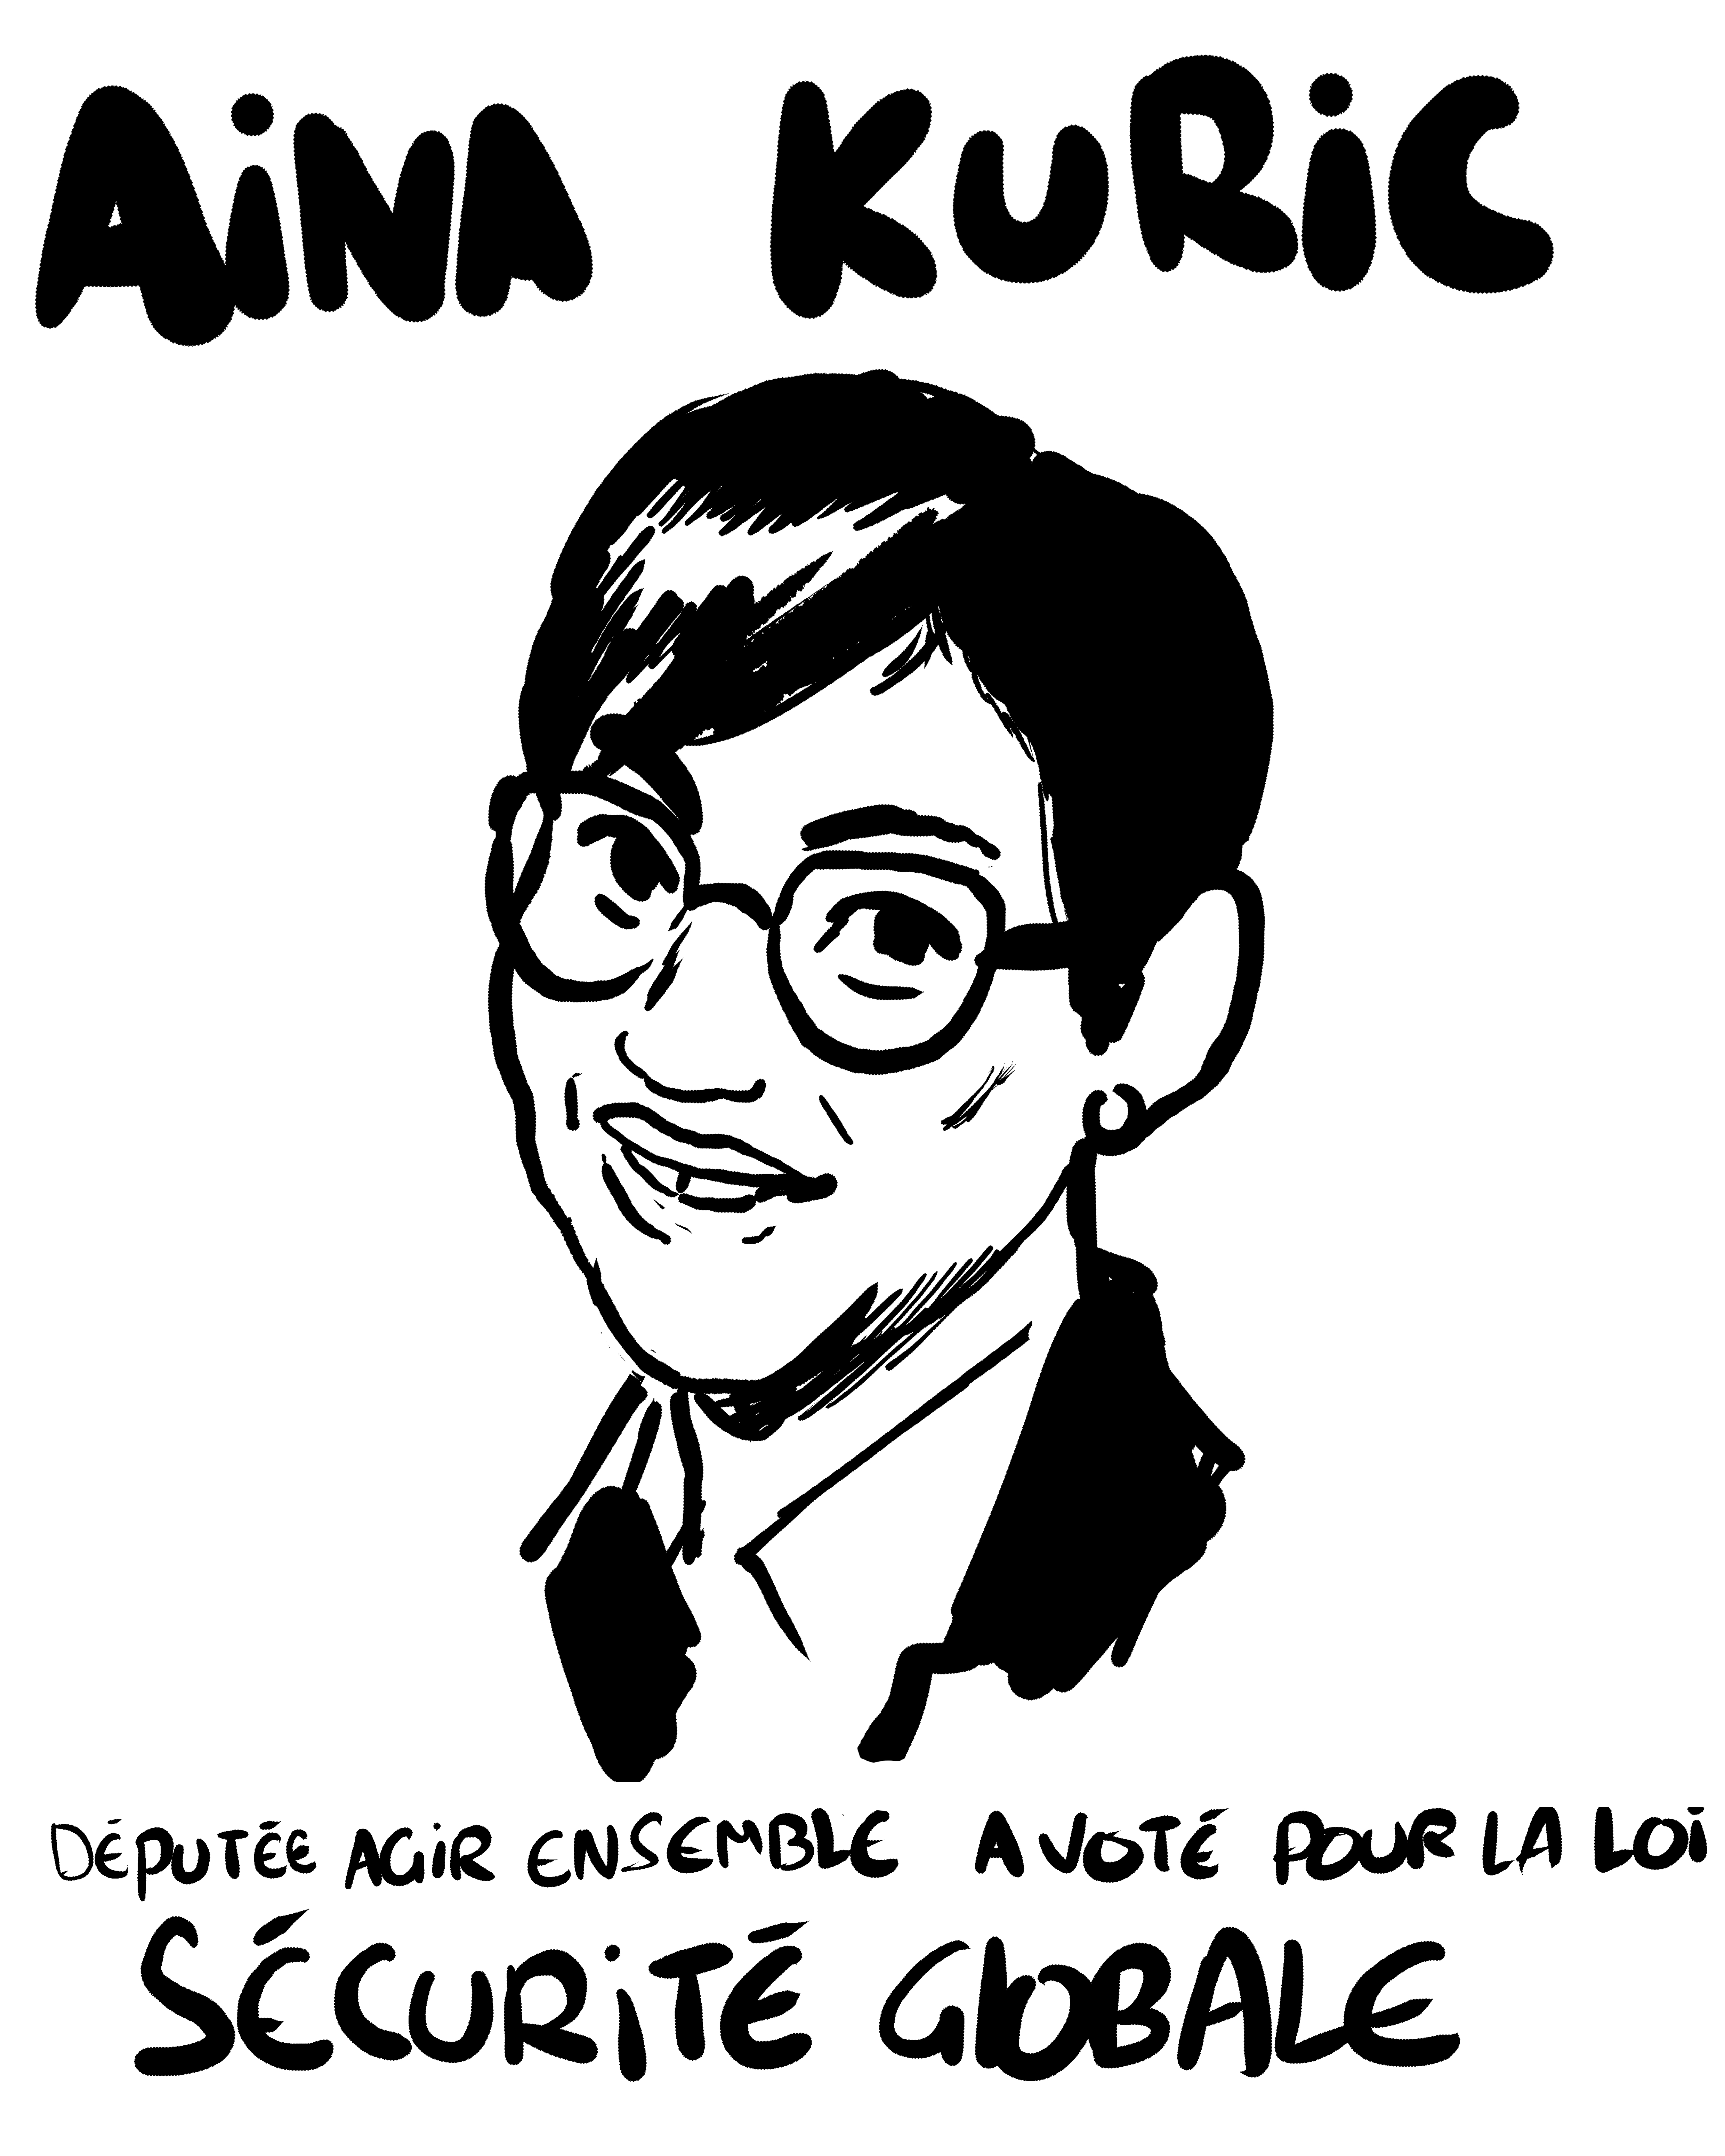 AiNA KURiC
DÉPUTÉE AGiR ENSEMBLE A VOTÉ POUR LA LOi
SÉCURiTÉ GlOBALE